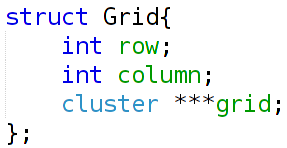 struct Grid{
    int row;
    int column;
    cluster ***grid;
};